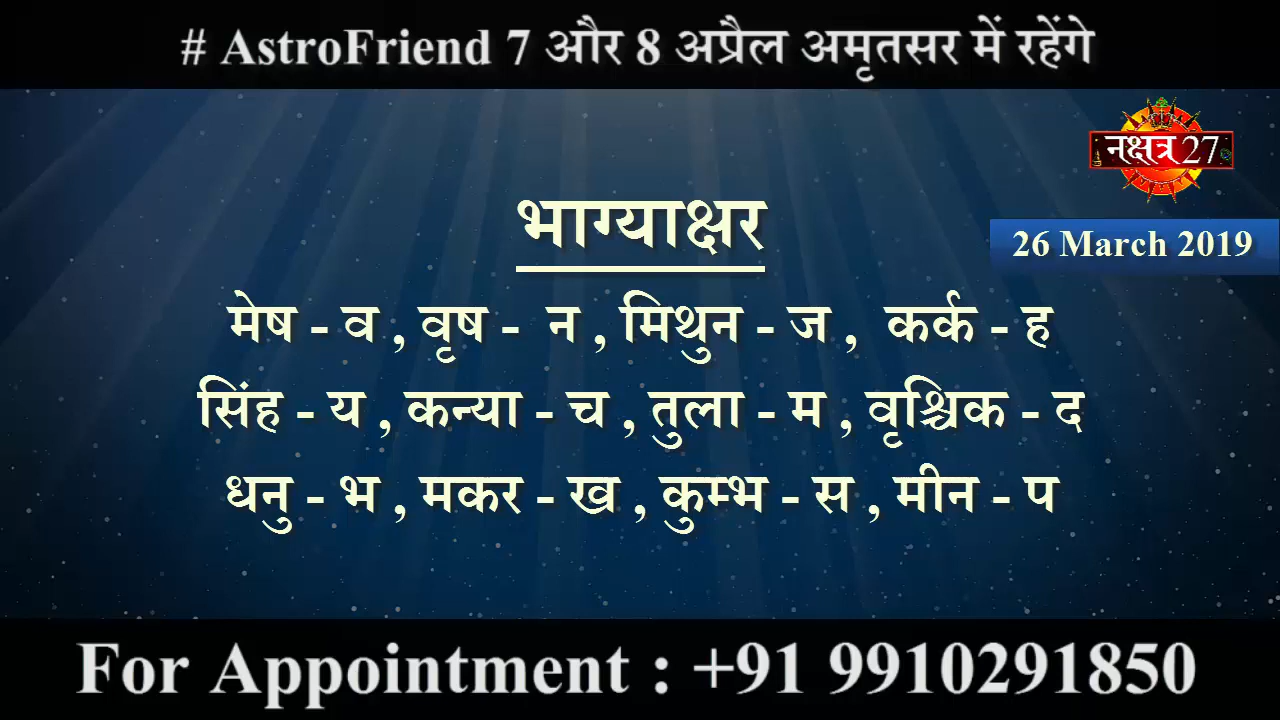 # AstroFriend 7 और 8 अप्रैल अमृतसर में रहेंगे
नक्षत्र 27
भाग्याक्षर
26 March 2019
मेष - व , वृष - न , मिथुन - ज , कर्क - ह
सिंह - य , कन्या - च , तुला - म , वृश्चिक - द
धनु - भ , मकर - ख , कुम्भ - स , मीन - प
For Appointment : +91 9910291850